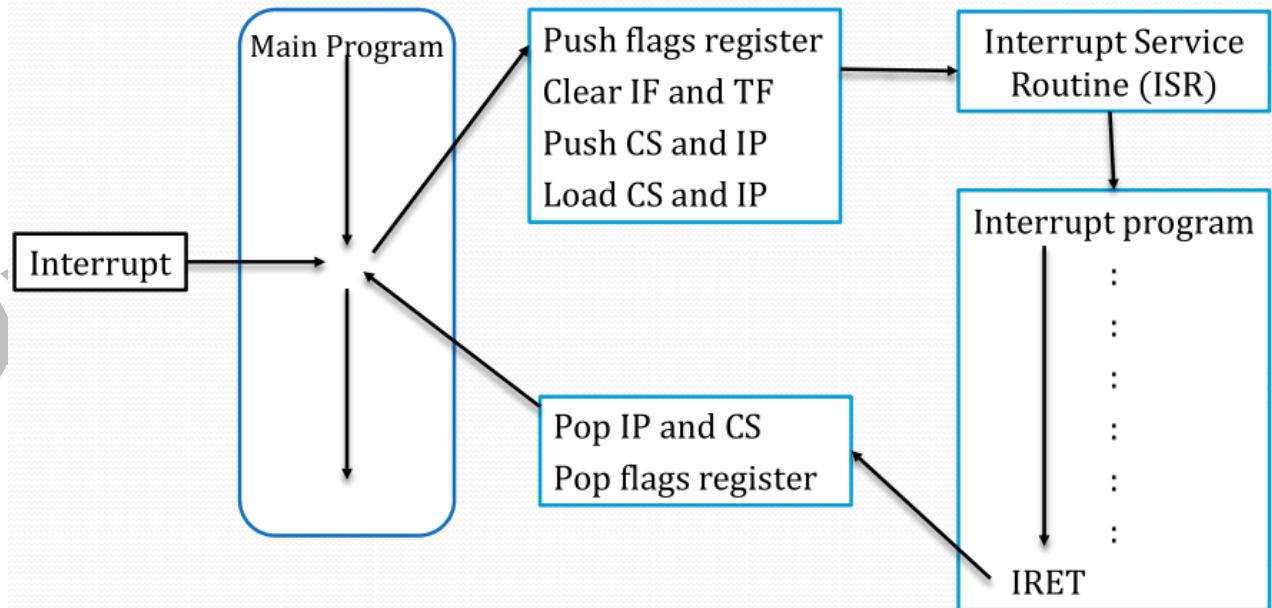 Main Program
Interrupt
Push flags register
Clear IF and TF
Push CS and IP
Load CS and IP
Interrupt Service
Routine (ISR)
Interrupt program
:
:
:
:
:
:
IRET
Pop IP and CS
Pop flags register